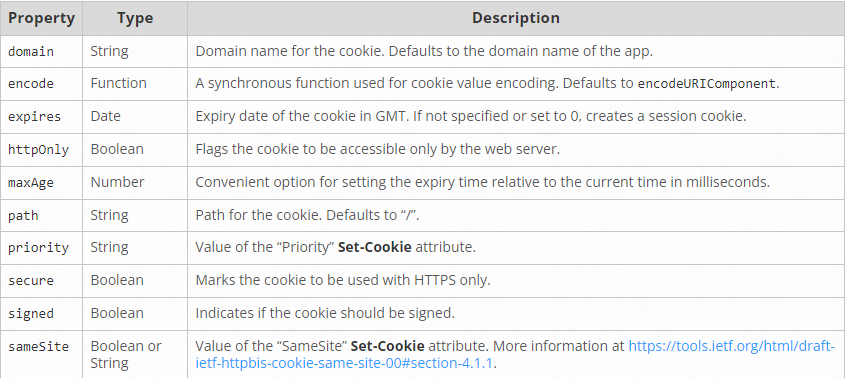 Property Type Description
domain String Domain name for the cookie. Defaults to the domain name of the app.
encode Function A synchronous function used for cookie value encoding. Defaults to encodeURIComponent.
expires Date Expiry date of the cookie in GMT. If not specified or set to 0, creates a session cookie.
httpOnly Boolean Flags the cookie to be accessible only by the web server.
maxAge Number Convenient option for setting the expiry time relative to the current time in milliseconds.
path String Path for the cookie. Defaults to “/”.
priority String Value of the “Priority” Set-Cookie attribute.
secure Boolean Marks the cookie to be used with HTTPS only.
signed Boolean Indicates if the cookie should be signed.
sameSite Boolean or Value of the “SameSite” Set-Cookie attribute. More information at https://tools.ietf.org/html/draft-
String ietf-httpbis-cookie-same-site-00#section-4.1.1.